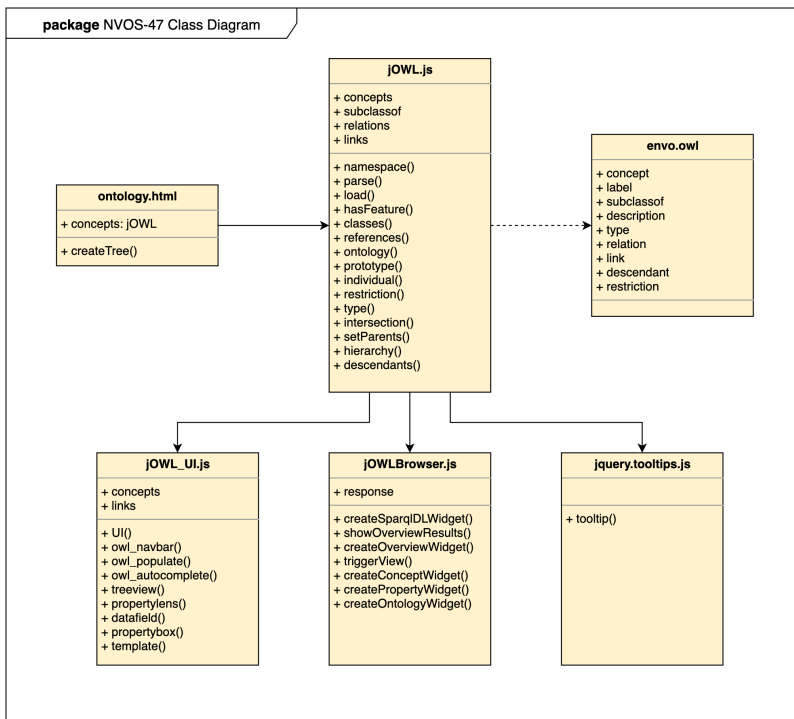 package NVOS-47 Class Diagram
jOWL.js
+ concepts
+ subclassof
+ relations
+ links
+ namespace()
+ parse()
+ load()
+ hasFeature()
+ classes()
+ references()
+ ontology()
+ prototype()
+ individual()
+ restriction()
+ type()
+ intersection()
+ setParents()
+ hierarchy()
+ descendants()
envo.owl
+ concept
+ label
+ subclassof
+ description
+ type
+ relation
+ link
+ descendant
+ restriction
ontology.html
+ concepts: jOWL
+ createTree()
jOWL_UI.js
+ concepts
+ links
+ UI()
+ owl_navbar()
+ owl_populate()
+ owl_autocomplete()
+ treeview()
+ propertylens()
+ datafield()
+ propertybox()
+ template()
jOWLBrowser.js
+ response
+ createSparqlDLWidget()
+ showOverviewResults()
+ createOverviewWidget()
+ triggerView()
+ createConceptWidget()
+ createPropertyWidget()
+ createOntologyWidget()
jquery.tooltips.js
+ tooltip()